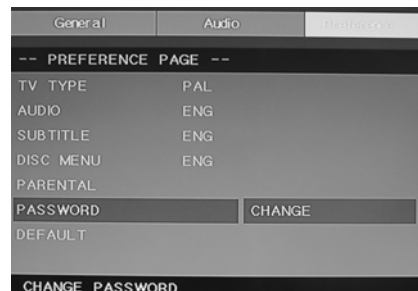 General Audio Preference
-- PREFERENCE PAGE --
TV TYPE PAL
AUDIO ENG
SUBTITLE ENG
DISC MENU ENG
PARENTAL
PASSWORD CHANGE
DEFAULT
CHANGE PASSWORD